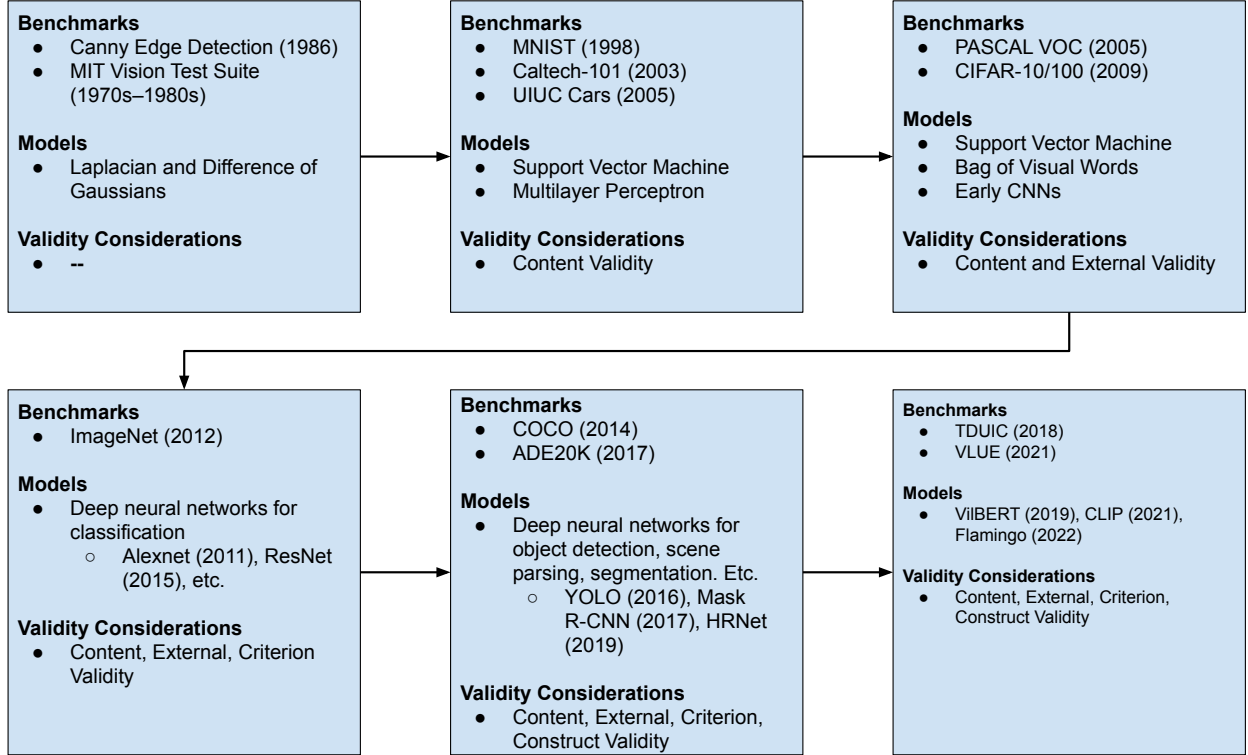 Benchmarks
● Canny Edge Detection (1986)
● MIT Vision Test Suite
(1970s–1980s)
Models
● Laplacian and Difference of
Gaussians
Validity Considerations
● --
Benchmarks
● MNIST (1998)
● Caltech-101 (2003)
● UIUC Cars (2005)
Models
● Support Vector Machine
● Multilayer Perceptron
Validity Considerations
● Content Validity
Benchmarks
● PASCAL VOC (2005)
● CIFAR-10/100 (2009)
Models
● Support Vector Machine
● Bag of Visual Words
● Early CNNs
Validity Considerations
● Content and External Validity
Benchmarks
● ImageNet (2012)
Models
● Deep neural networks for
classification
○ Alexnet (2011), ResNet
(2015), etc.
Validity Considerations
● Content, External, Criterion
Validity
Benchmarks
● COCO (2014)
● ADE20K (2017)
Models
● Deep neural networks for
object detection, scene
parsing, segmentation. Etc.
○ YOLO (2016), Mask
R-CNN (2017), HRNet
(2019)
Validity Considerations
● Content, External, Criterion,
Construct Validity
Benchmarks
● TDUIC (2018)
● VLUE (2021)
Models
● VilBERT (2019), CLIP (2021),
Flamingo (2022)
Validity Considerations
● Content, External, Criterion,
Construct Validity